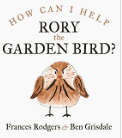 HOW CAN I HELP
RORY
THE
GARDEN BIRD?
Frances Rodgers & Ben Grisdale